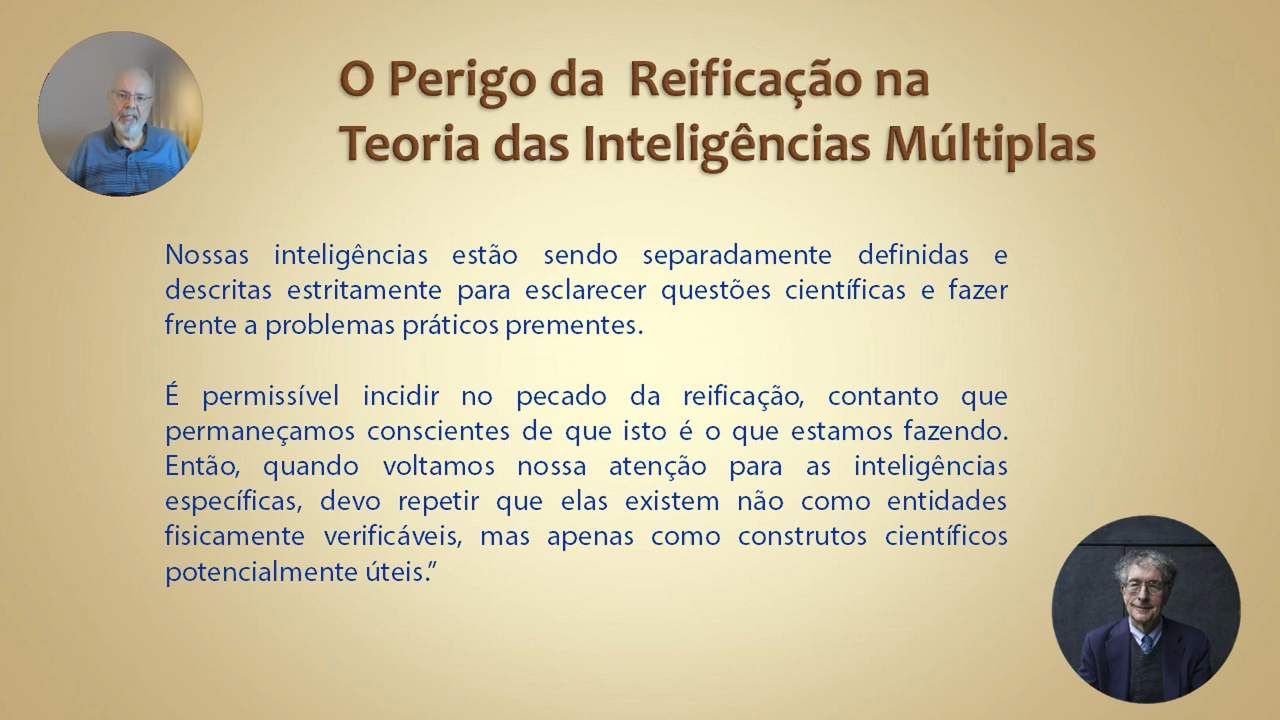 O Perigo da Reificação na
Teoria das Inteligências Múltiplas
Nossas inteligências estão sendo separadamente definidas e
descritas estritamente para esclarecer questões científicas e fazer
frente a problemas práticos prementes.
É permissível incidir no pecado da reificação, contanto que
permaneçamos conscientes de que isto é o que estamos fazendo.
Então, quando voltamos nossa atenção para as inteligências
específicas, devo repetir que elas existem não como entidades
fisicamente verificáveis, mas apenas como construtos científicos
potencialmente úteis.”